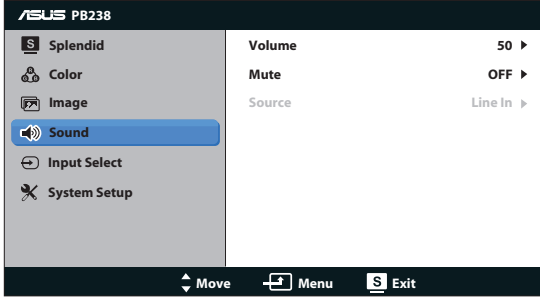 ASUS PB238
S Splendid
Color
Image
Sound
Input Select
System Setup
Volume 50
Mute OFF
Source Line In
Move Menu S Exit